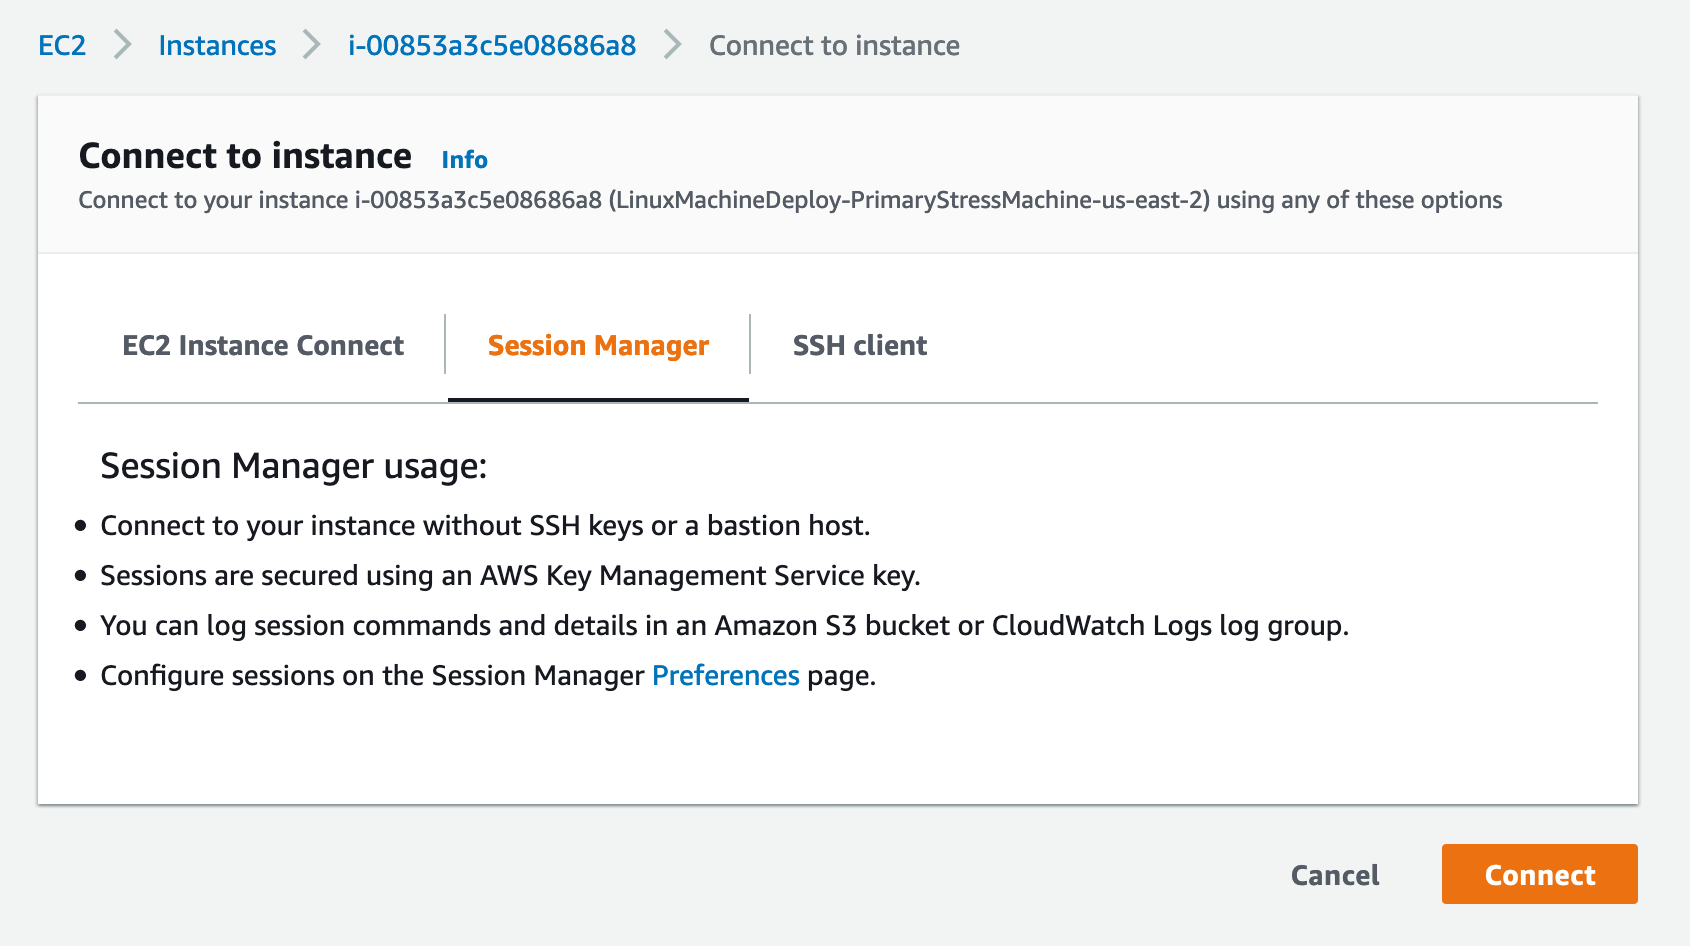 EC2 Instances i-00853a3c5e08686a8 Connect to instance
Connect to instance Info
Connect to your instance i-00853a3c5e08686a8 (LinuxMachineDeploy-PrimaryStressMachine-us-east-2) using any of these options
EC2 Instance Connect Session Manager SSH client
Session Manager usage:
Connect to your instance without SSH keys or a bastion host.
Sessions are secured using an AWS Key Management Service key.
You can log session commands and details in an Amazon S3 bucket or CloudWatch Logs log group.
Configure sessions on the Session Manager Preferences page.
Cancel Connect